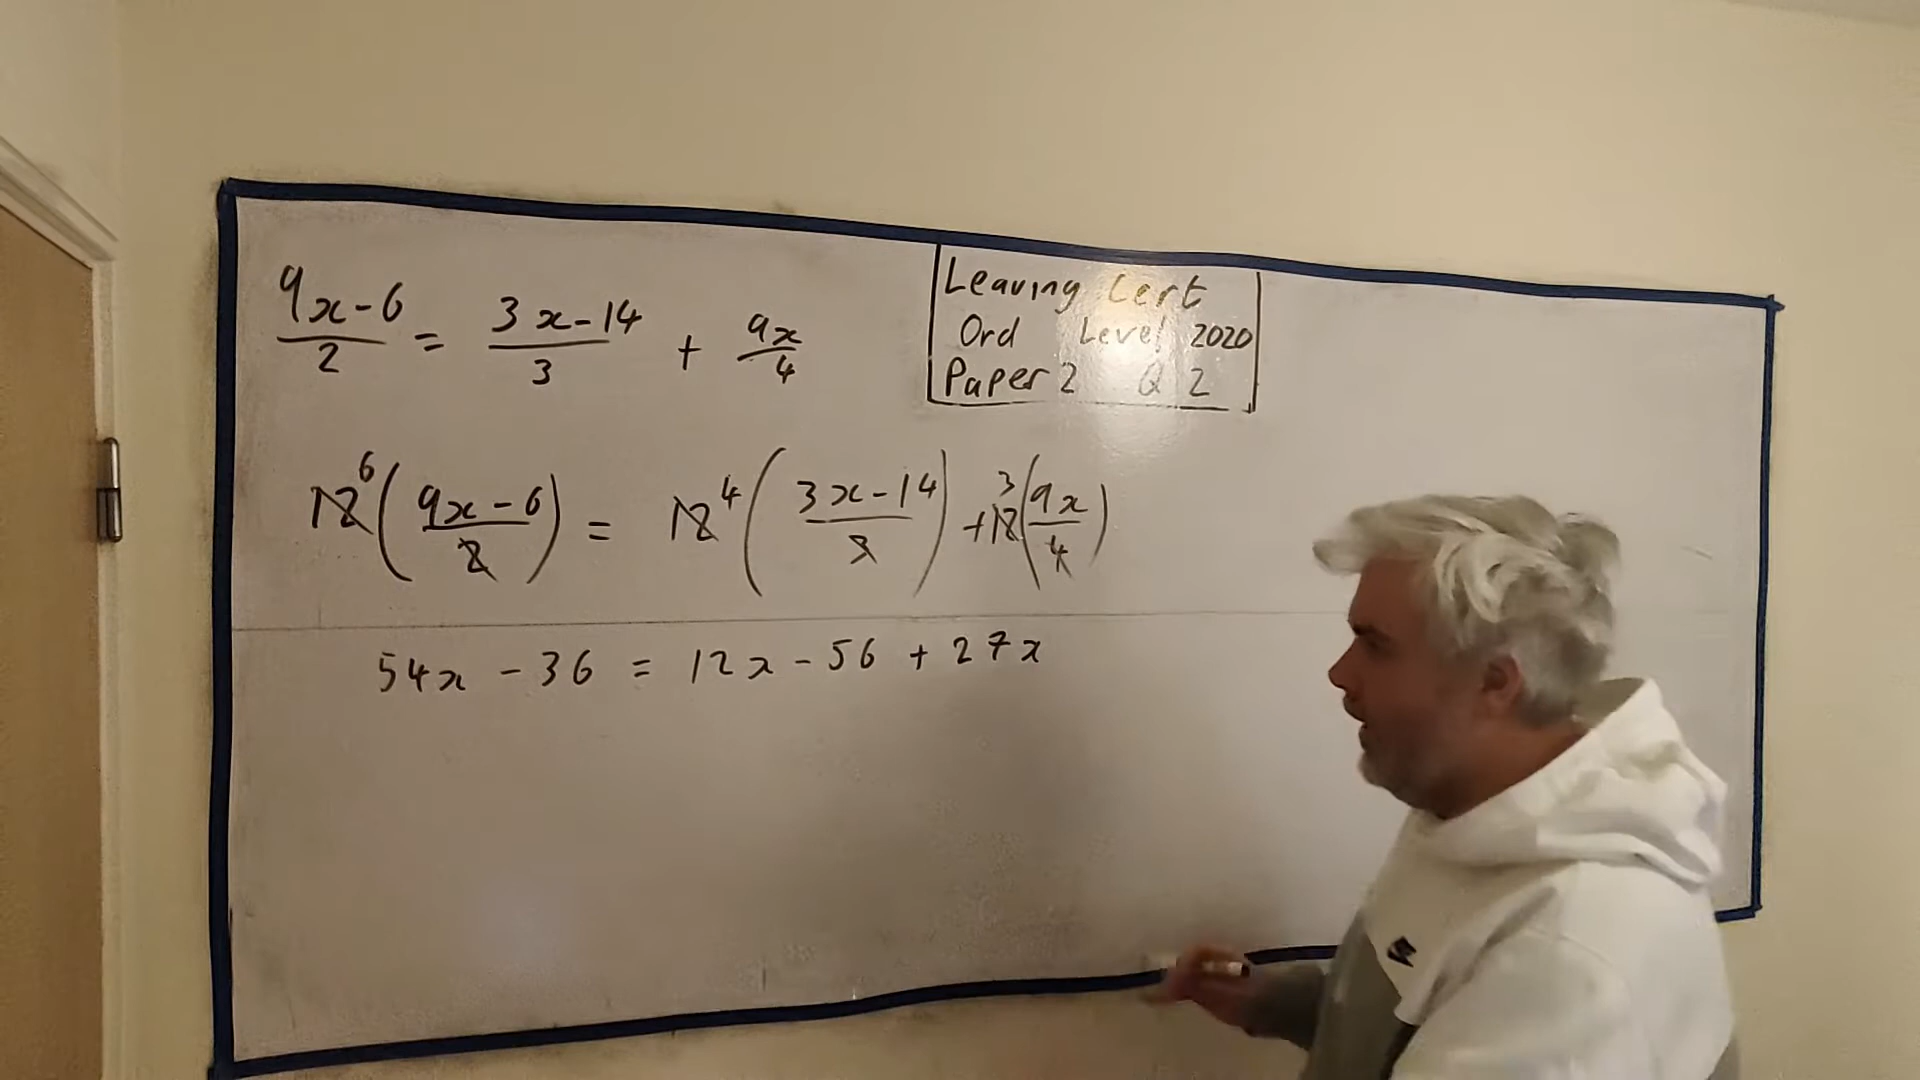 9x-6/2 = 3x-14/3 + 9x/4
Leaving Cert
Ord Level 2020
Paper 2 Q 2
12 6 (9x-6/2) = 12 4 (3x-14/3) + 12 3 (9x/4)
54x - 36 = 12x - 56 + 27x